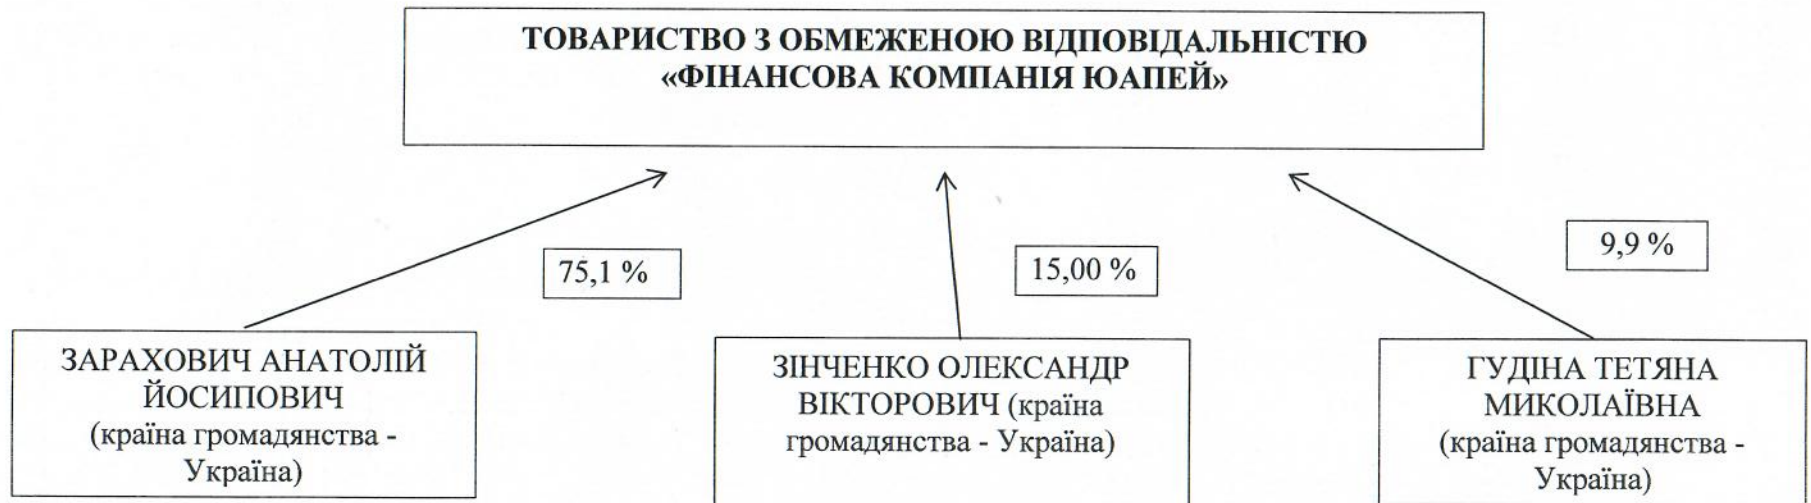 ТОВАРИСТВО З ОБМЕЖЕНОЮ ВІДПОВІДАЛЬНІСТЮ
«ФІНАНСОВА КОМПАНІЯ ЮАПЕЙ»
75,1 %
15,00 %
9,9 %
ЗАРАХОВИЧ АНАТОЛІЙ
ЙОСИПОВИЧ
(країна громадянства -
Україна)
ЗІНЧЕНКО ОЛЕКСАНДР
ВІКТОРОВИЧ (країна
громадянства - Україна)
ГУДІНА ТЕТЯНА
МИКОЛАЇВНА
(країна громадянства -
Україна)